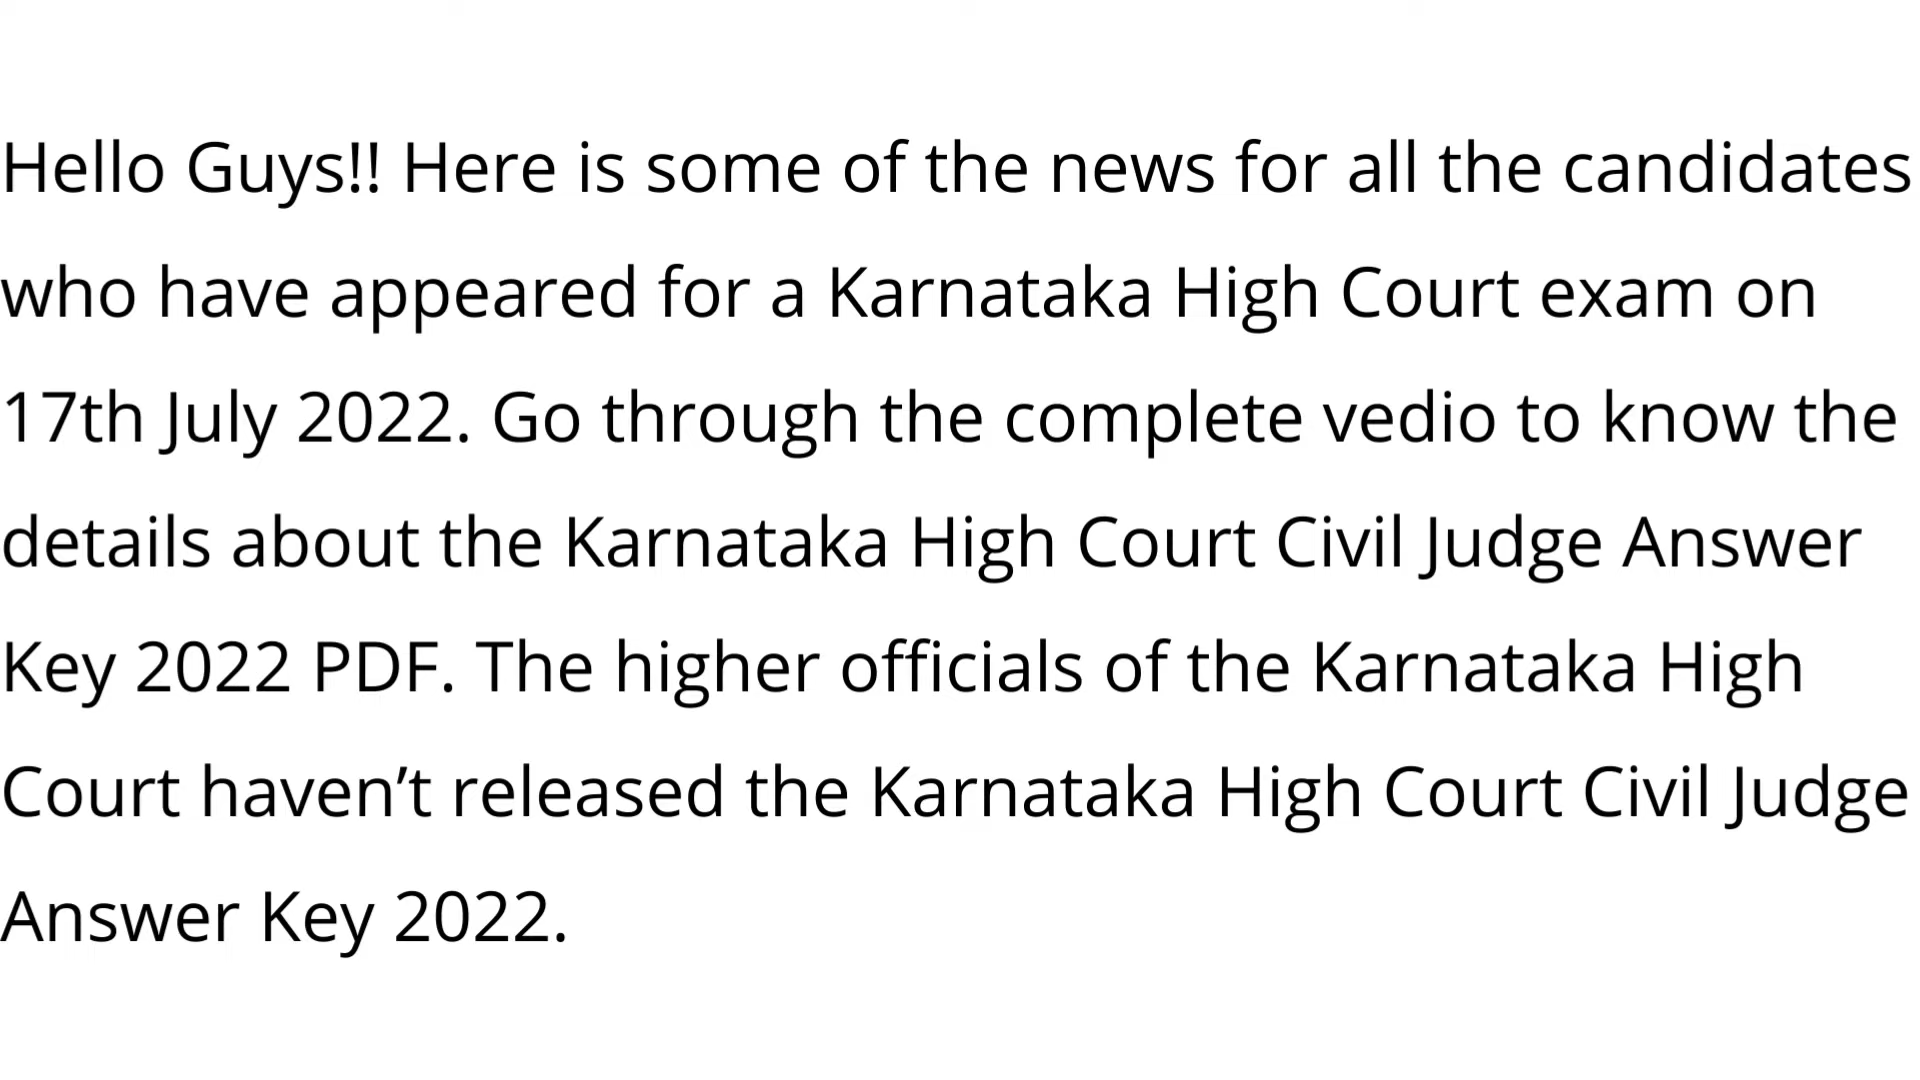 Hello Guys!! Here is some of the news for all the candidates
who have appeared for a Karnataka High Court exam on
17th July 2022. Go through the complete vedio to know the
details about the Karnataka High Court Civil Judge Answer
Key 2022 PDF. The higher officials of the Karnataka High
Court haven’t released the Karnataka High Court Civil Judge
Answer Key 2022.